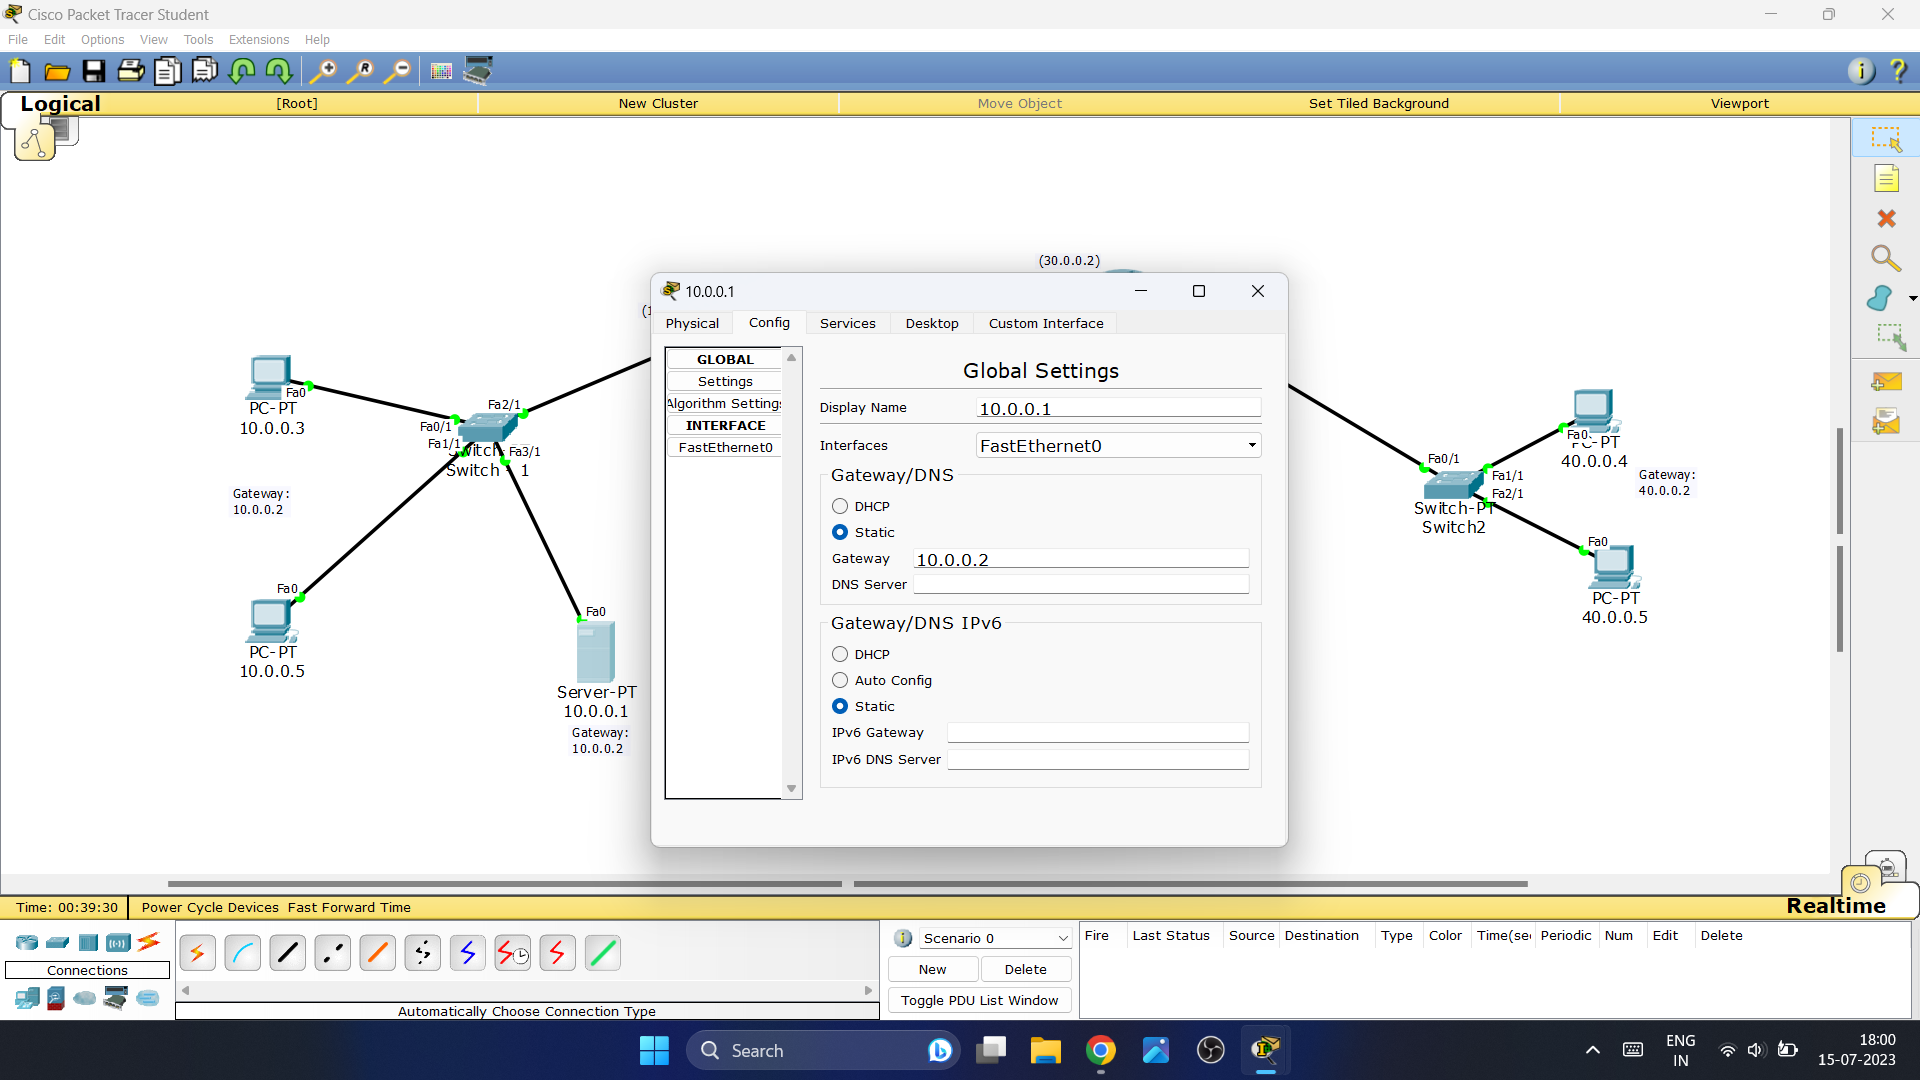 Cisco Packet Tracer Student
File Edit Options View Tools Extensions Help
Logical [Root] New Cluster Move Object Set Tiled Background Viewport
(30.0.0.2)
10.0.0.1
Physical Config Services Desktop Custom Interface
GLOBAL
Settings
Algorithm Settings
INTERFACE
FastEthernet0
Global Settings
Display Name 10.0.0.1
Interfaces FastEthernet0
Gateway/DNS
DHCP
Static
Gateway 10.0.0.2
DNS Server
Gateway/DNS IPv6
DHCP
Auto Config
Static
IPv6 Gateway
IPv6 DNS Server
Fa0
PC-PT
10.0.0.3
Fa2/1
Fa0/1
Fa1/1
Fa3/1
Switch 1
Gateway:
10.0.0.2
Fa0
PC-PT
10.0.0.5
Fa0
Server-PT
10.0.0.1
Gateway:
10.0.0.2
Fa0/1
Fa1/1
Fa2/1
Switch-PT
Switch2
Fa0
PC-PT
40.0.0.4
Gateway:
40.0.0.2
Fa0
PC-PT
40.0.0.5
Time: 00:39:30 Power Cycle Devices Fast Forward Time
Realtime
Connections
Automatically Choose Connection Type
Scenario 0
New Delete
Toggle PDU List Window
Fire Last Status Source Destination Type Color Time(sec Periodic Num Edit Delete
Search
ENG
IN
18:00
15-07-2023